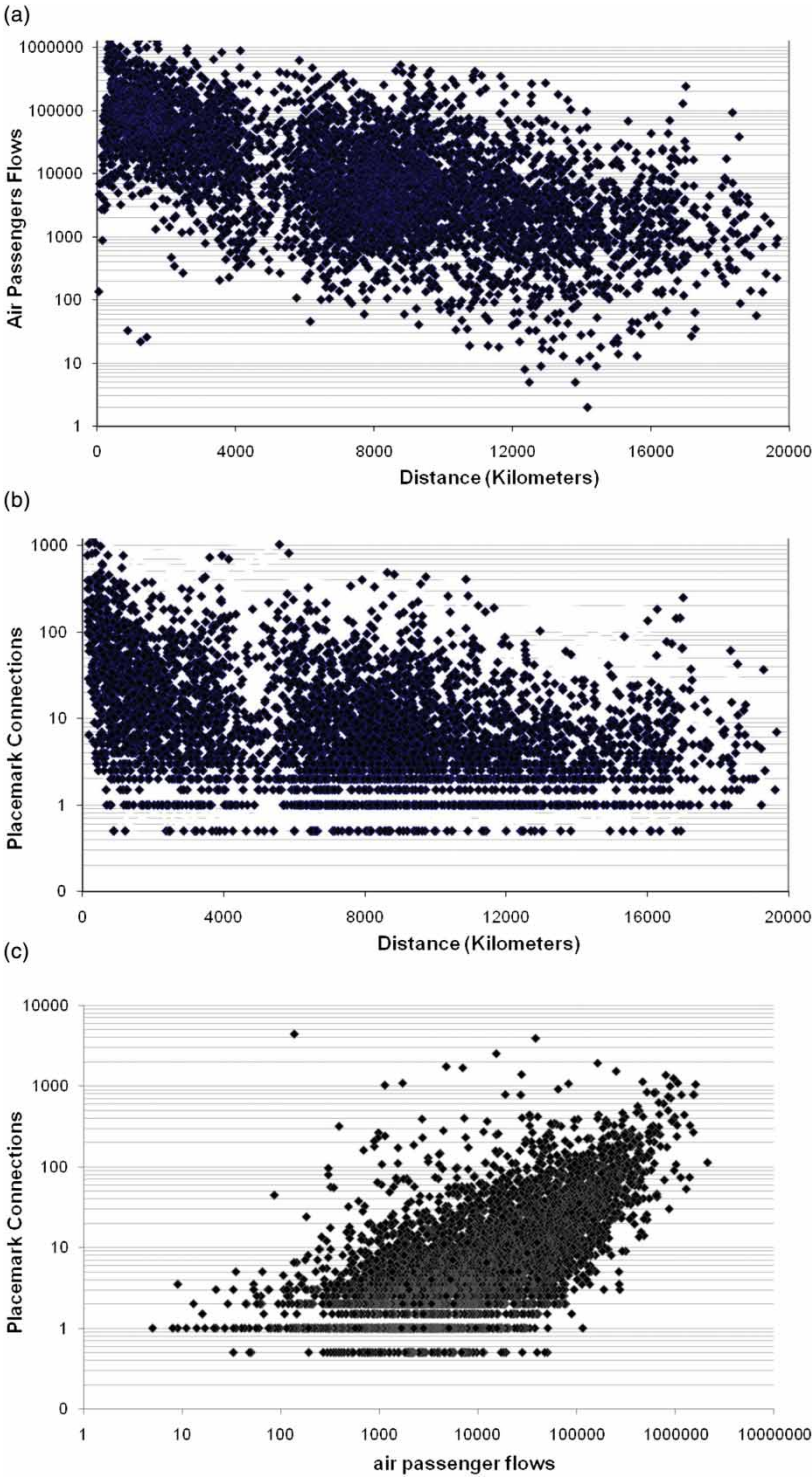 (a)
1000000
100000
10000
1000
100
10
1
Air Passengers Flows
0 4000 8000 12000 16000 20000
Distance (Kilometers)
(b)
1000
100
10
1
0
Placemark Connections
0 4000 8000 12000 16000 20000
Distance (Kilometers)
(c)
10000
1000
100
10
1
0
Placemark Connections
1 10 100 1000 10000 100000 1000000 10000000
air passenger flows